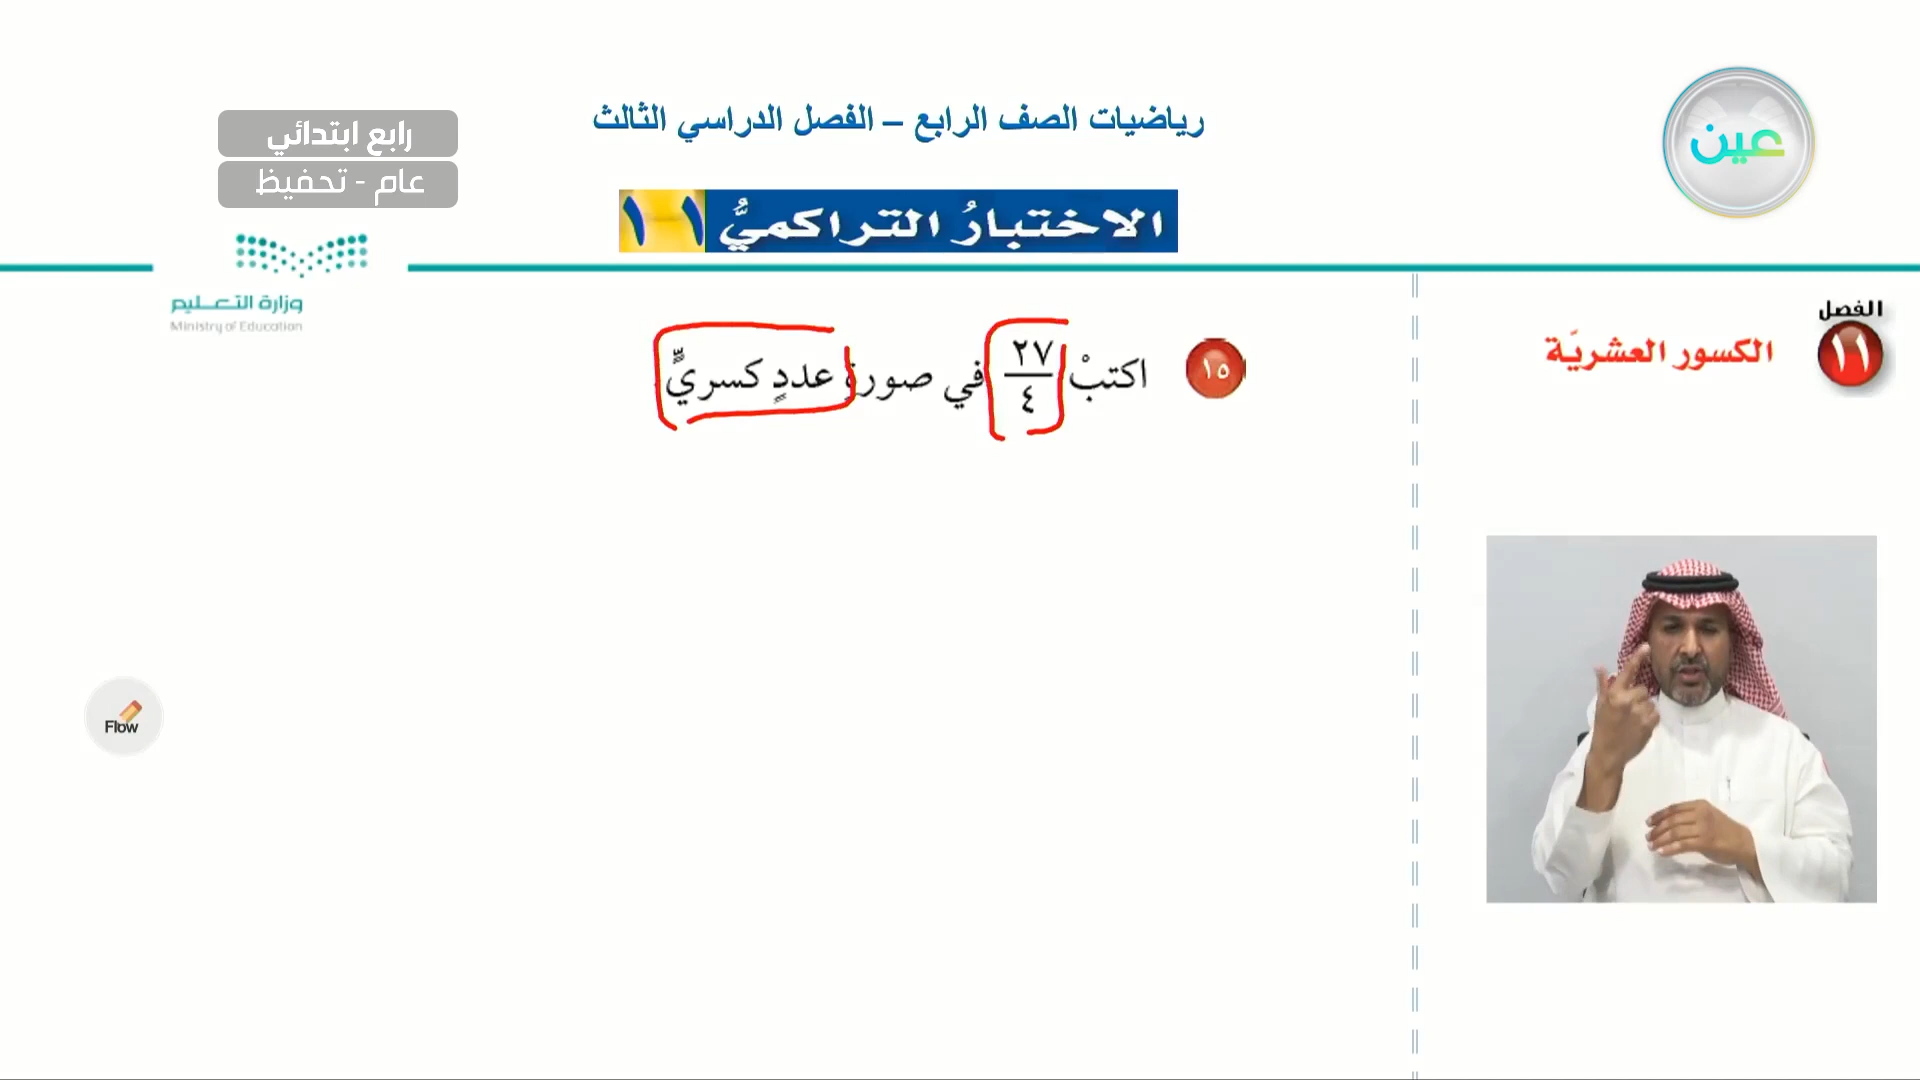 رياضيات الصف الرابع – الفصل الدراسي الثالث
عين
رابع ابتدائي
عام - تحفيظ
الاختبارُ التراكميُّ ١١
وزارة التعليم
Ministry of Education
الفصل
١١
الكسور العشريّة
١٥ اكتبْ ٢٧/٤ في صورة عددٍ كسريٍّ
Flow